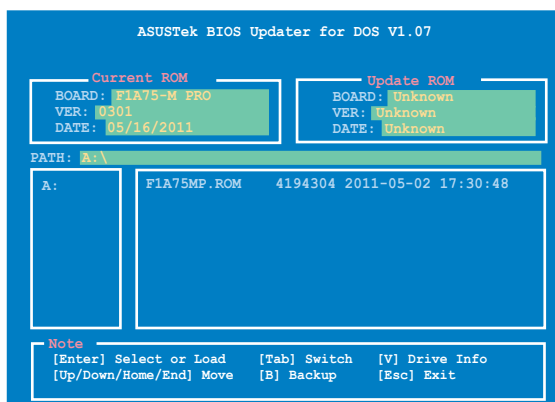 ASUSTek BIOS Updater for DOS V1.07
Current ROM
BOARD: F1A75-M PRO
VER: 0301
DATE: 05/16/2011
Update ROM
BOARD: Unknown
VER: Unknown
DATE: Unknown
PATH: A:\
A:
F1A75MP.ROM 4194304 2011-05-02 17:30:48
Note
[Enter] Select or Load [Tab] Switch [V] Drive Info
[Up/Down/Home/End] Move [B] Backup [Esc] Exit